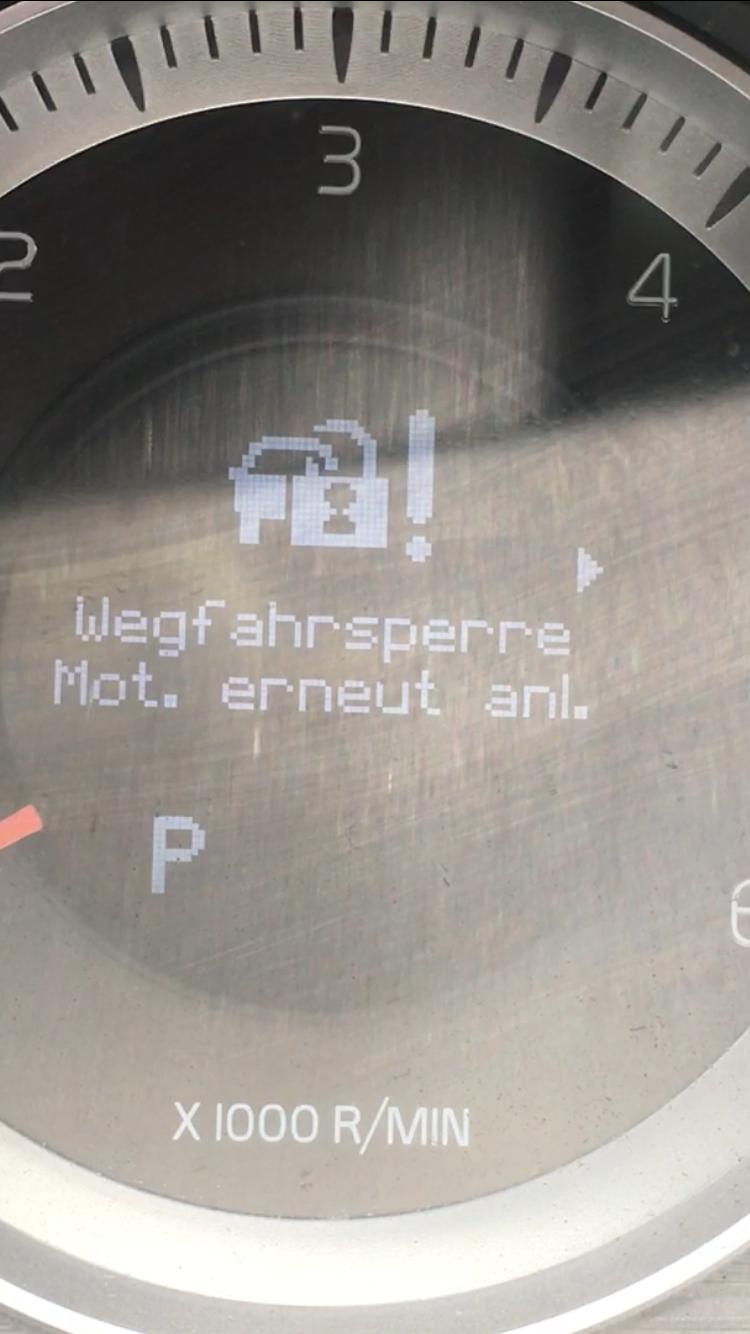 3
2
4
Wegfahrsperre
Mot. erneut anl.
P
X 1000 R/MIN